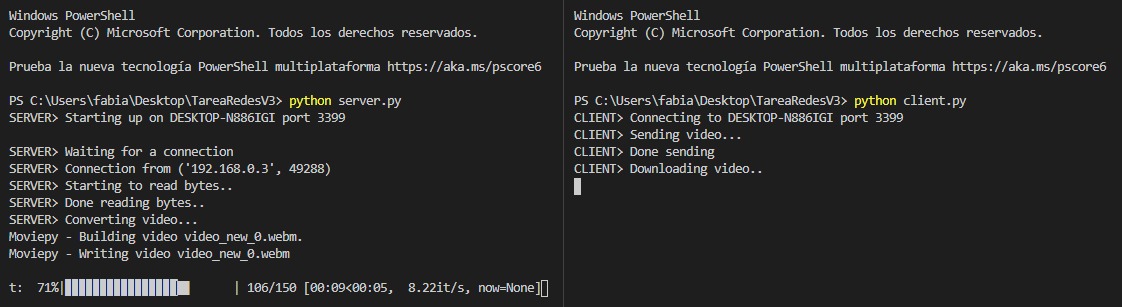 Windows PowerShell
Copyright (C) Microsoft Corporation. Todos los derechos reservados.
Prueba la nueva tecnología PowerShell multiplataforma https://aka.ms/pscore6
PS C:\Users\fabia\Desktop\TareaRedesV3> python server.py
SERVER> Starting up on DESKTOP-N886IGI port 3399
SERVER> Waiting for a connection
SERVER> Connection from ('192.168.0.3', 49288)
SERVER> Starting to read bytes..
SERVER> Done reading bytes..
SERVER> Converting video...
Moviepy - Building video video_new_0.webm.
Moviepy - Writing video video_new_0.webm
t:  71%|                | 106/150 [00:09<00:05,  8.22it/s, now=None]
Windows PowerShell
Copyright (C) Microsoft Corporation. Todos los derechos reservados.
Prueba la nueva tecnología PowerShell multiplataforma https://aka.ms/pscore6
PS C:\Users\fabia\Desktop\TareaRedesV3> python client.py
CLIENT> Connecting to DESKTOP-N886IGI port 3399
CLIENT> Sending video...
CLIENT> Done sending
CLIENT> Downloading video..